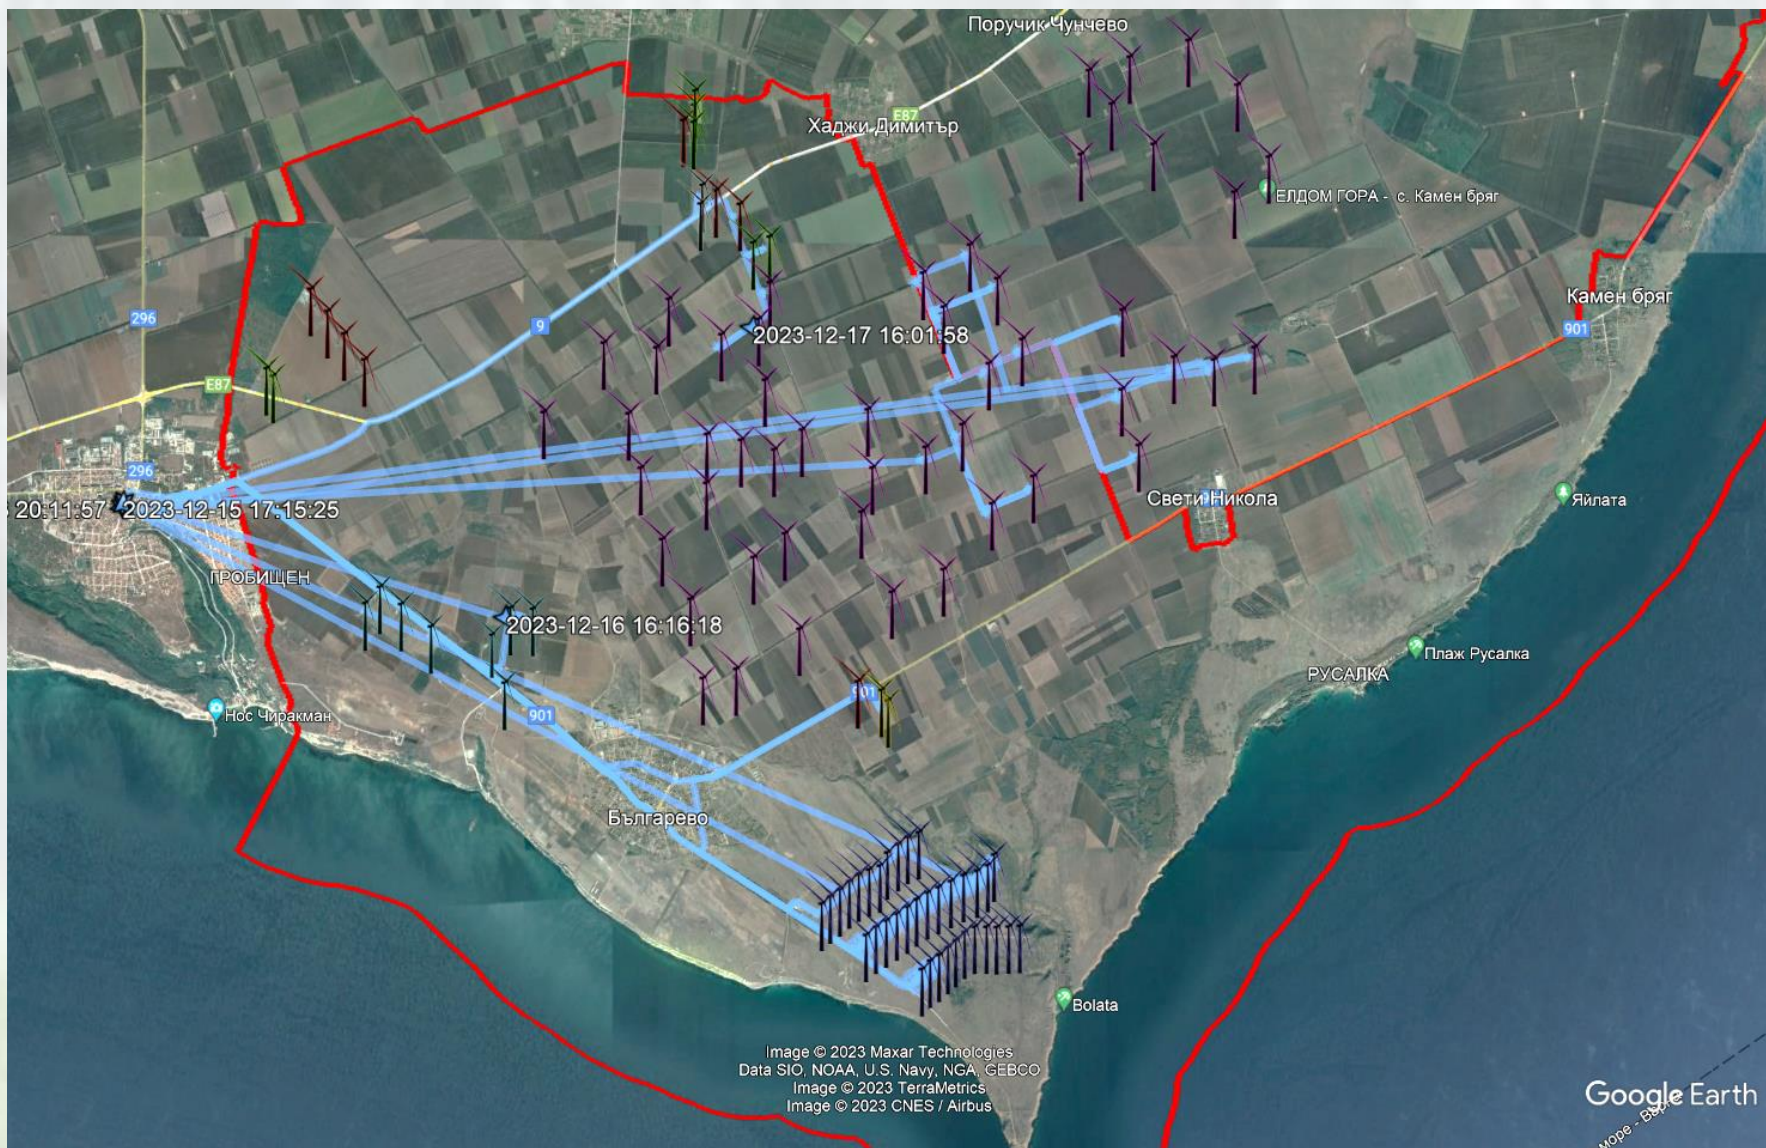 Поручик Чунчево
E87
Хаджи Димитър
ЕЛДОМ ГОРА - с. Камен бряг
296
9
Камен бряг
901
2023-12-17 16:01:58
E87
296
Свети Никола
Яйлата
20:11:57 2023-12-15 17:15:25
ПРОБИЩЕН
2023-12-16 16:16:18
Плаж Русалка
РУСАЛКА
901
Нос Чиракман
901
Българево
Bolata
Image © 2023 Maxar Technologies
Data SIO, NOAA, U.S. Navy, NGA, GEBCO
Image © 2023 TerraMetrics
Image © 2023 CNES / Airbus
Google Earth
море -